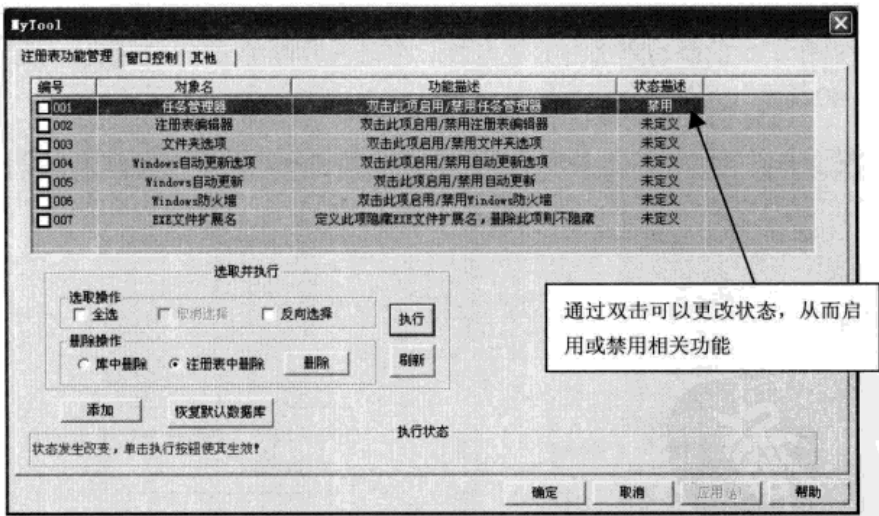 MyTool
注册表功能管理 窗口控制 其他
编号 对象名 功能描述 状态描述
001 任务管理器 双击此项启用/禁用任务管理器 禁用
002 注册表编辑器 双击此项启用/禁用注册表编辑器 未定义
003 文件夹选项 双击此项启用/禁用文件夹选项 未定义
004 Windows自动更新选项 双击此项启用/禁用自动更新选项 未定义
005 Windows自动更新 双击此项启用/禁用自动更新 未定义
006 Windows防火墙 双击此项启用/禁用Windows防火墙 未定义
007 EXE文件扩展名 定义此项隐藏EXE文件扩展名，删除此项则不隐藏 未定义
选取并执行
选取操作
全选 取消选择 反向选择
执行
删除操作
库中删除 注册表中删除 删除
刷新
添加 恢复默认数据库
执行状态
状态发生改变，单击执行按钮使其生效！
确定 取消 应用(A) 帮助
通过双击可以更改状态，从而启
用或禁用相关功能